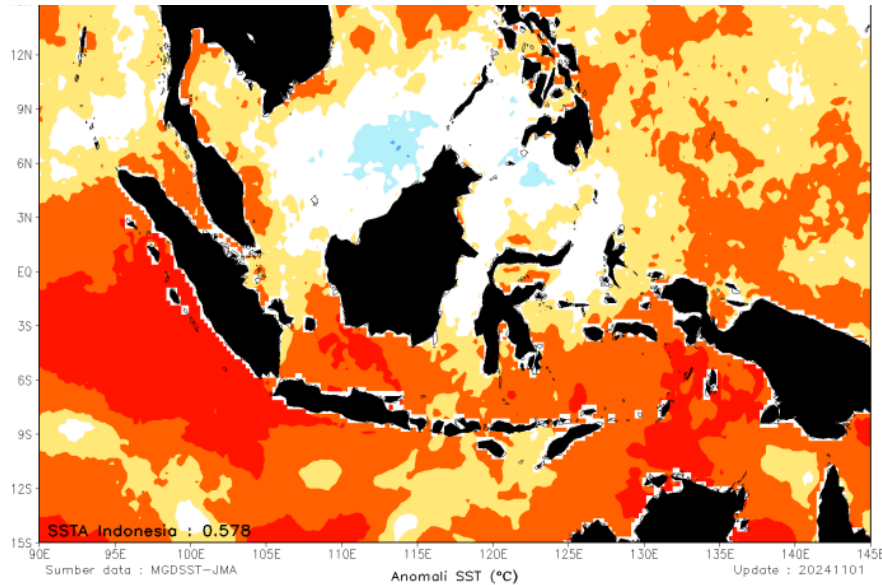 12N
9N
6N
3N
EQ
3S
6S
9S
12S
15S
SSTA Indonesia : 0.578
90E 95E 100E 105E 110E 115E 120E 125E 130E 135E 140E 145E
Sumber data : MGDSST-JMA
Anomali SST (°C)
Update : 20241101